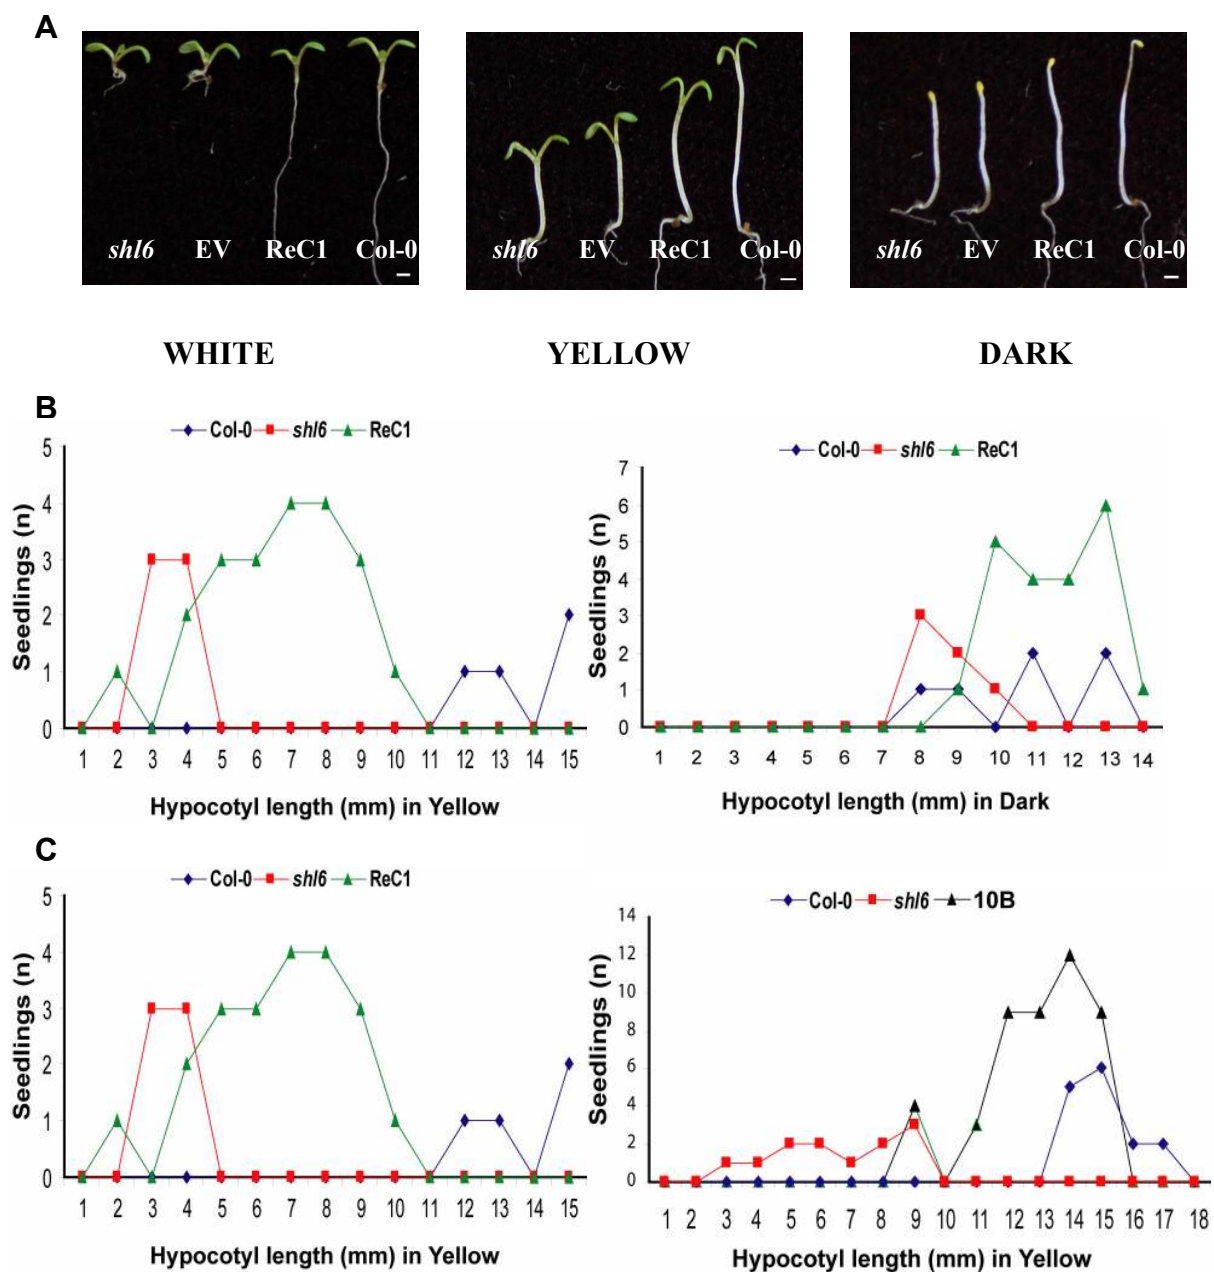 A
shl6 EV ReC1 Col-0
shl6 EV ReC1 Col-0
shl6 EV ReC1 Col-0
WHITE
YELLOW
DARK
B
Col-0 shl6 ReC1
5
4
3
2
1
0
Seedlings (n)
1 2 3 4 5 6 7 8 9 10 11 12 13 14 15
Hypocotyl length (mm) in Yellow
Col-0 shl6 ReC1
7
6
5
4
3
2
1
0
Seedlings (n)
1 2 3 4 5 6 7 8 9 10 11 12 13 14
Hypocotyl length (mm) in Dark
C
Col-0 shl6 ReC1
5
4
3
2
1
0
Seedlings (n)
1 2 3 4 5 6 7 8 9 10 11 12 13 14 15
Hypocotyl length (mm) in Yellow
Col-0 shl6 10B
14
12
10
8
6
4
2
0
Seedlings (n)
1 2 3 4 5 6 7 8 9 10 11 12 13 14 15 16 17 18
Hypocotyl length (mm) in Yellow